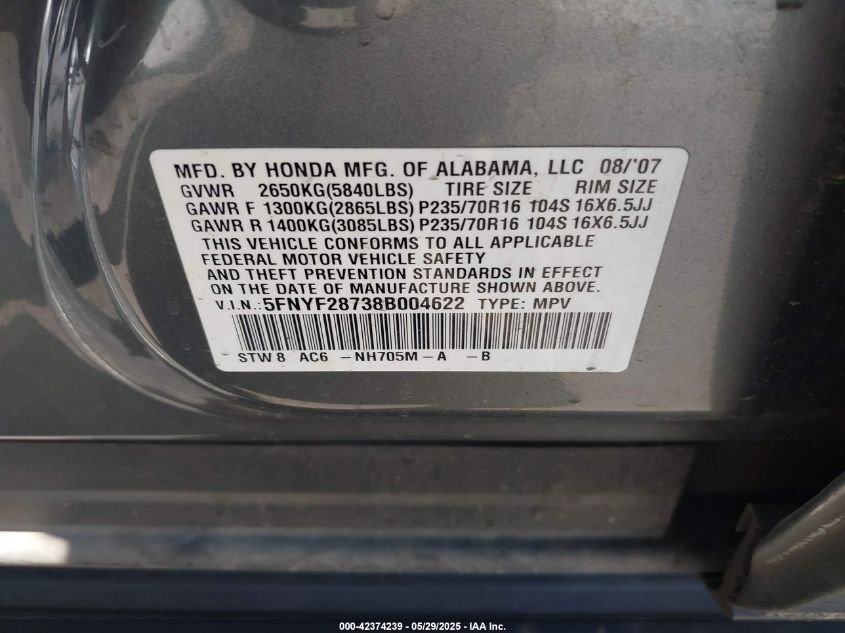 MFD. BY HONDA MFG. OF ALABAMA, LLC 08/'07
GVWR 2650KG(5840LBS) TIRE SIZE RIM SIZE
GAWR F 1300KG(2865LBS) P235/70R16 104S 16X6.5JJ
GAWR R 1400KG(3085LBS) P235/70R16 104S 16X6.5JJ
THIS VEHICLE CONFORMS TO ALL APPLICABLE
FEDERAL MOTOR VEHICLE SAFETY
AND THEFT PREVENTION STANDARDS IN EFFECT
ON THE DATE OF MANUFACTURE SHOWN ABOVE.
V.I.N.:5FNYF28738B004622 TYPE: MPV
STW8 AC6 -NH705M-A -B
000-42374239 - 05/29/2025 - IAA Inc.